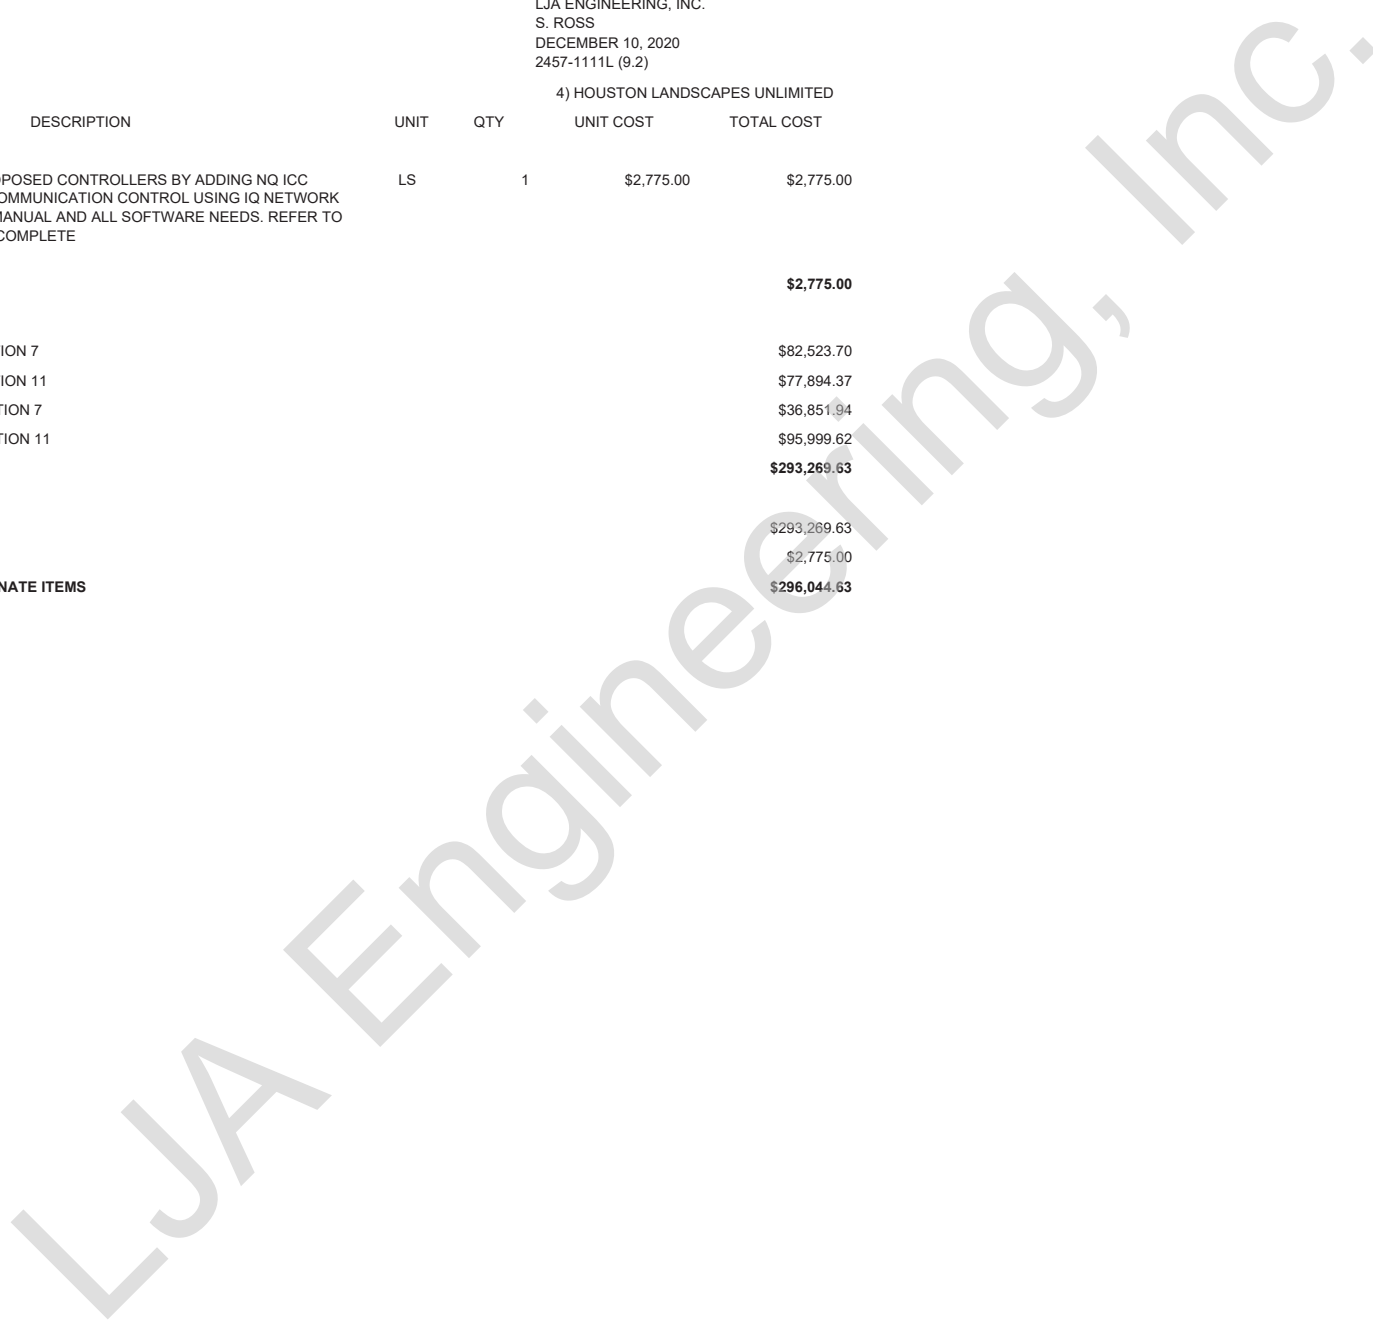 LJA ENGINEERING, INC.
S. ROSS
DECEMBER 10, 2020
2457-1111L (9.2)
4) HOUSTON LANDSCAPES UNLIMITED
DESCRIPTION UNIT QTY UNIT COST TOTAL COST
OPOSED CONTROLLERS BY ADDING NQ ICC LS 1 $2,775.00 $2,775.00
OMMUNICATION CONTROL USING IQ NETWORK
MANUAL AND ALL SOFTWARE NEEDS. REFER TO
COMPLETE
$2,775.00
TION 7 $82,523.70
TION 11 $77,894.37
TION 7 $36,851.94
TION 11 $95,999.62
$293,269.63
$293,269.63
$2,775.00
NATE ITEMS $296,044.63
LJA Engineering, Inc.